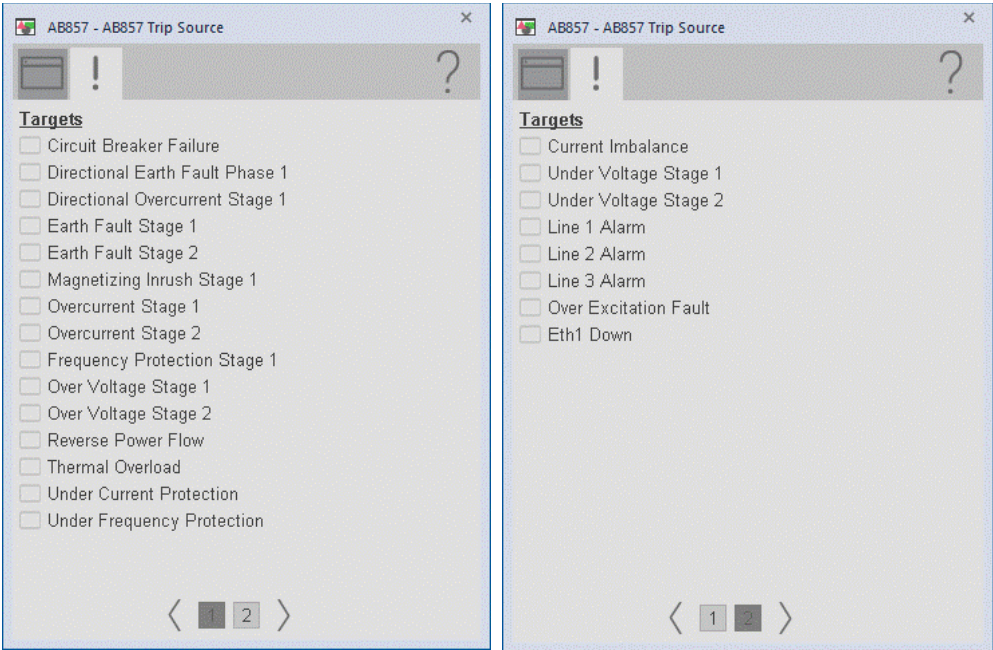 AB857 - AB857 Trip Source
?
Targets
Circuit Breaker Failure
Directional Earth Fault Phase 1
Directional Overcurrent Stage 1
Earth Fault Stage 1
Earth Fault Stage 2
Magnetizing Inrush Stage 1
Overcurrent Stage 1
Overcurrent Stage 2
Frequency Protection Stage 1
Over Voltage Stage 1
Over Voltage Stage 2
Reverse Power Flow
Thermal Overload
Under Current Protection
Under Frequency Protection
1 2
AB857 - AB857 Trip Source
?
Targets
Current Imbalance
Under Voltage Stage 1
Under Voltage Stage 2
Line 1 Alarm
Line 2 Alarm
Line 3 Alarm
Over Excitation Fault
Eth1 Down
1 2